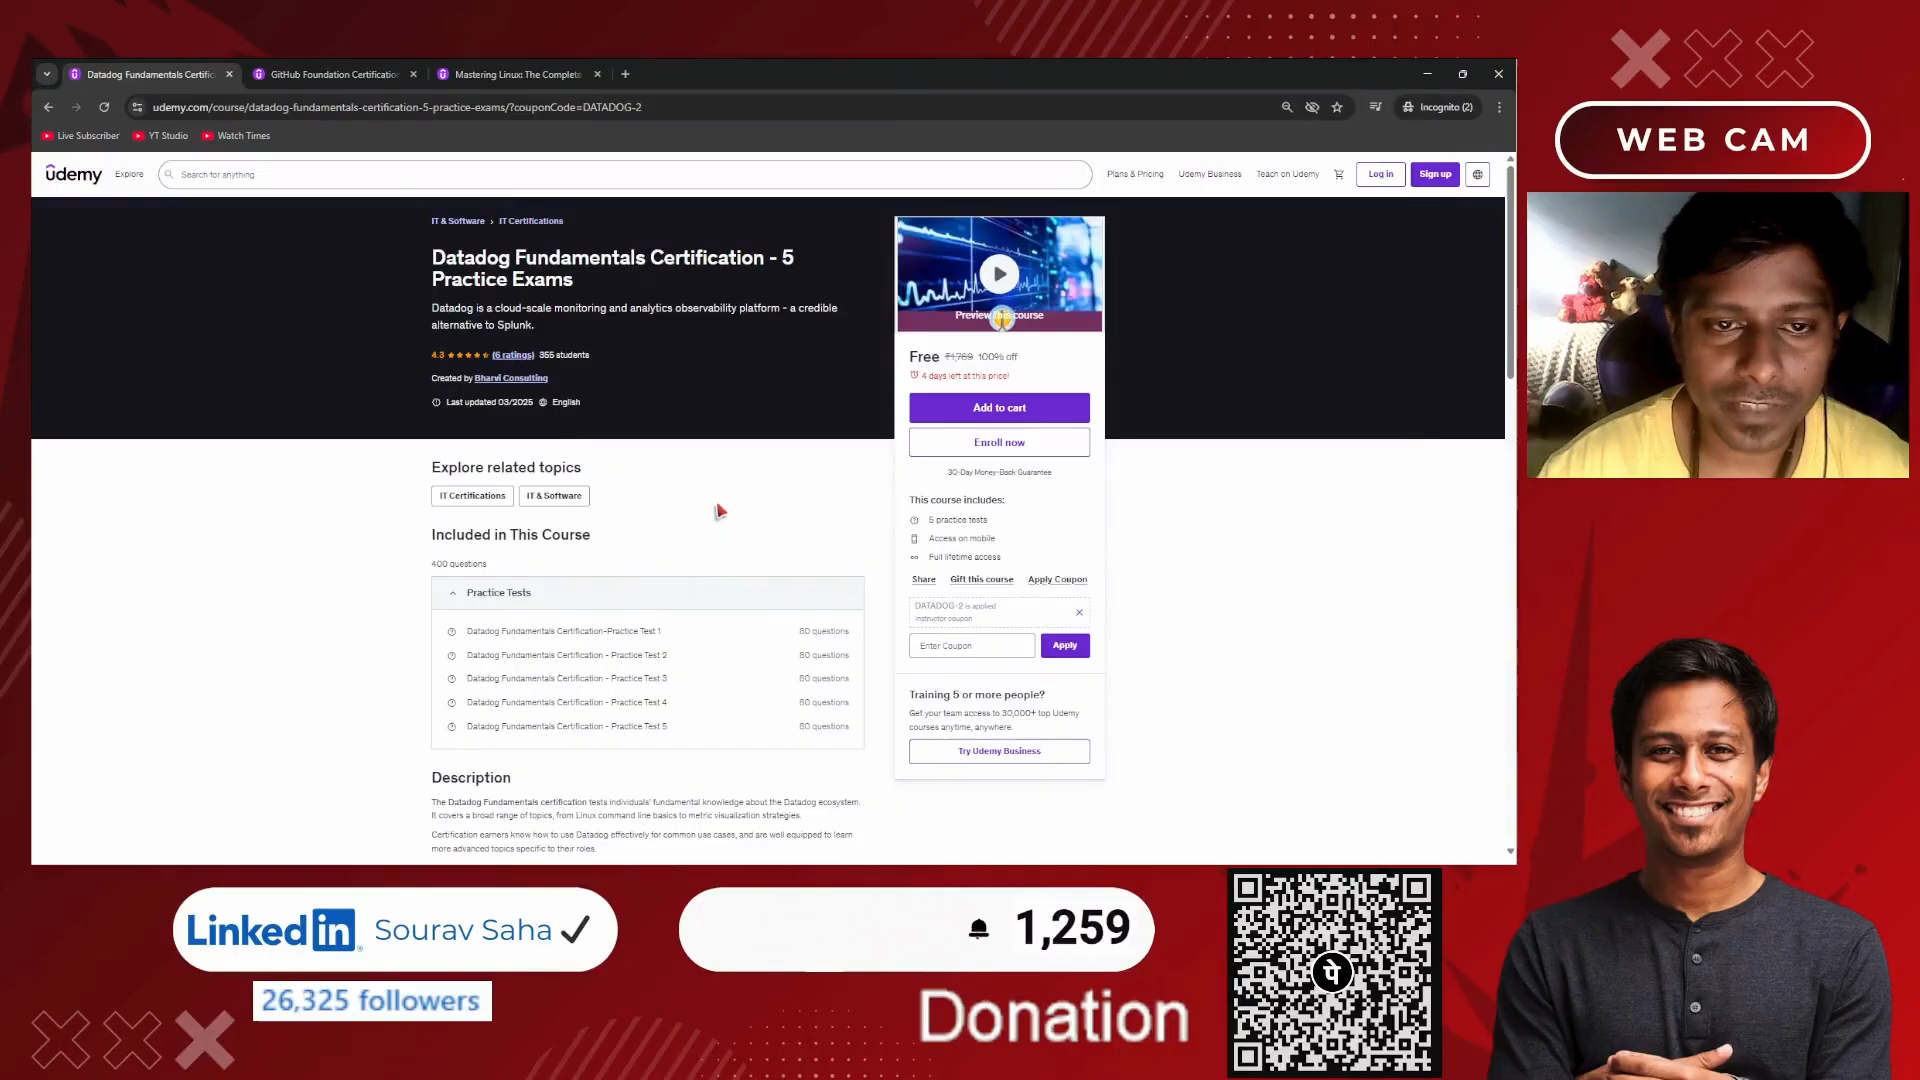 Datadog Fundamentals Certific
GitHub Foundation Certification
Mastering Linux: The Complete
udemy.com/course/datadog-fundamentals-certification-5-practice-exams/?couponCode=DATADOG-2
Incognito (2)
Live Subscriber
YT Studio
Watch Times
WEB CAM
ûdemy
Explore
Search for anything
Plans & Pricing
Udemy Business
Teach on Udemy
Log in
Sign up
IT & Software › IT Certifications
Datadog Fundamentals Certification - 5
Practice Exams
Datadog is a cloud-scale monitoring and analytics observability platform - a credible
alternative to Splunk.
4.3 (6 ratings) 355 students
Created by Bharvi Consulting
Last updated 03/2025 English
Preview this course
Free ₹1,769 100% off
4 days left at this price!
Add to cart
Enroll now
30-Day Money-Back Guarantee
This course includes:
5 practice tests
Access on mobile
Full lifetime access
Share
Gift this course
Apply Coupon
DATADOG-2 is applied
Instructor coupon
Enter Coupon
Apply
Training 5 or more people?
Get your team access to 30,000+ top Udemy
courses anytime, anywhere.
Try Udemy Business
Explore related topics
IT Certifications
IT & Software
Included in This Course
400 questions
Practice Tests
Datadog Fundamentals Certification-Practice Test 1 80 questions
Datadog Fundamentals Certification - Practice Test 2 80 questions
Datadog Fundamentals Certification - Practice Test 3 80 questions
Datadog Fundamentals Certification - Practice Test 4 80 questions
Datadog Fundamentals Certification - Practice Test 5 80 questions
Description
The Datadog Fundamentals certification tests individuals' fundamental knowledge about the Datadog ecosystem.
It covers a broad range of topics, from Linux command line basics to metric visualization strategies.
Certification earners know how to use Datadog effectively for common use cases, and are well equipped to learn
more advanced topics specific to their roles.
Linkedin Sourav Saha
26,325 followers
1,259
Donation
पे